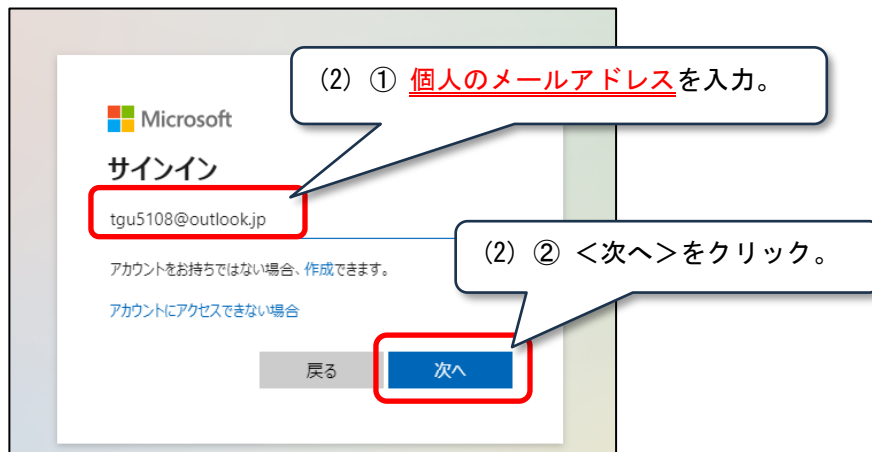 (2) ① 個人のメールアドレスを入力。
Microsoft
サインイン
tgu5108@outlook.jp
(2) ② ＜次へ＞をクリック。
アカウントをお持ちではない場合、作成できます。
アカウントにアクセスできない場合
戻る 次へ